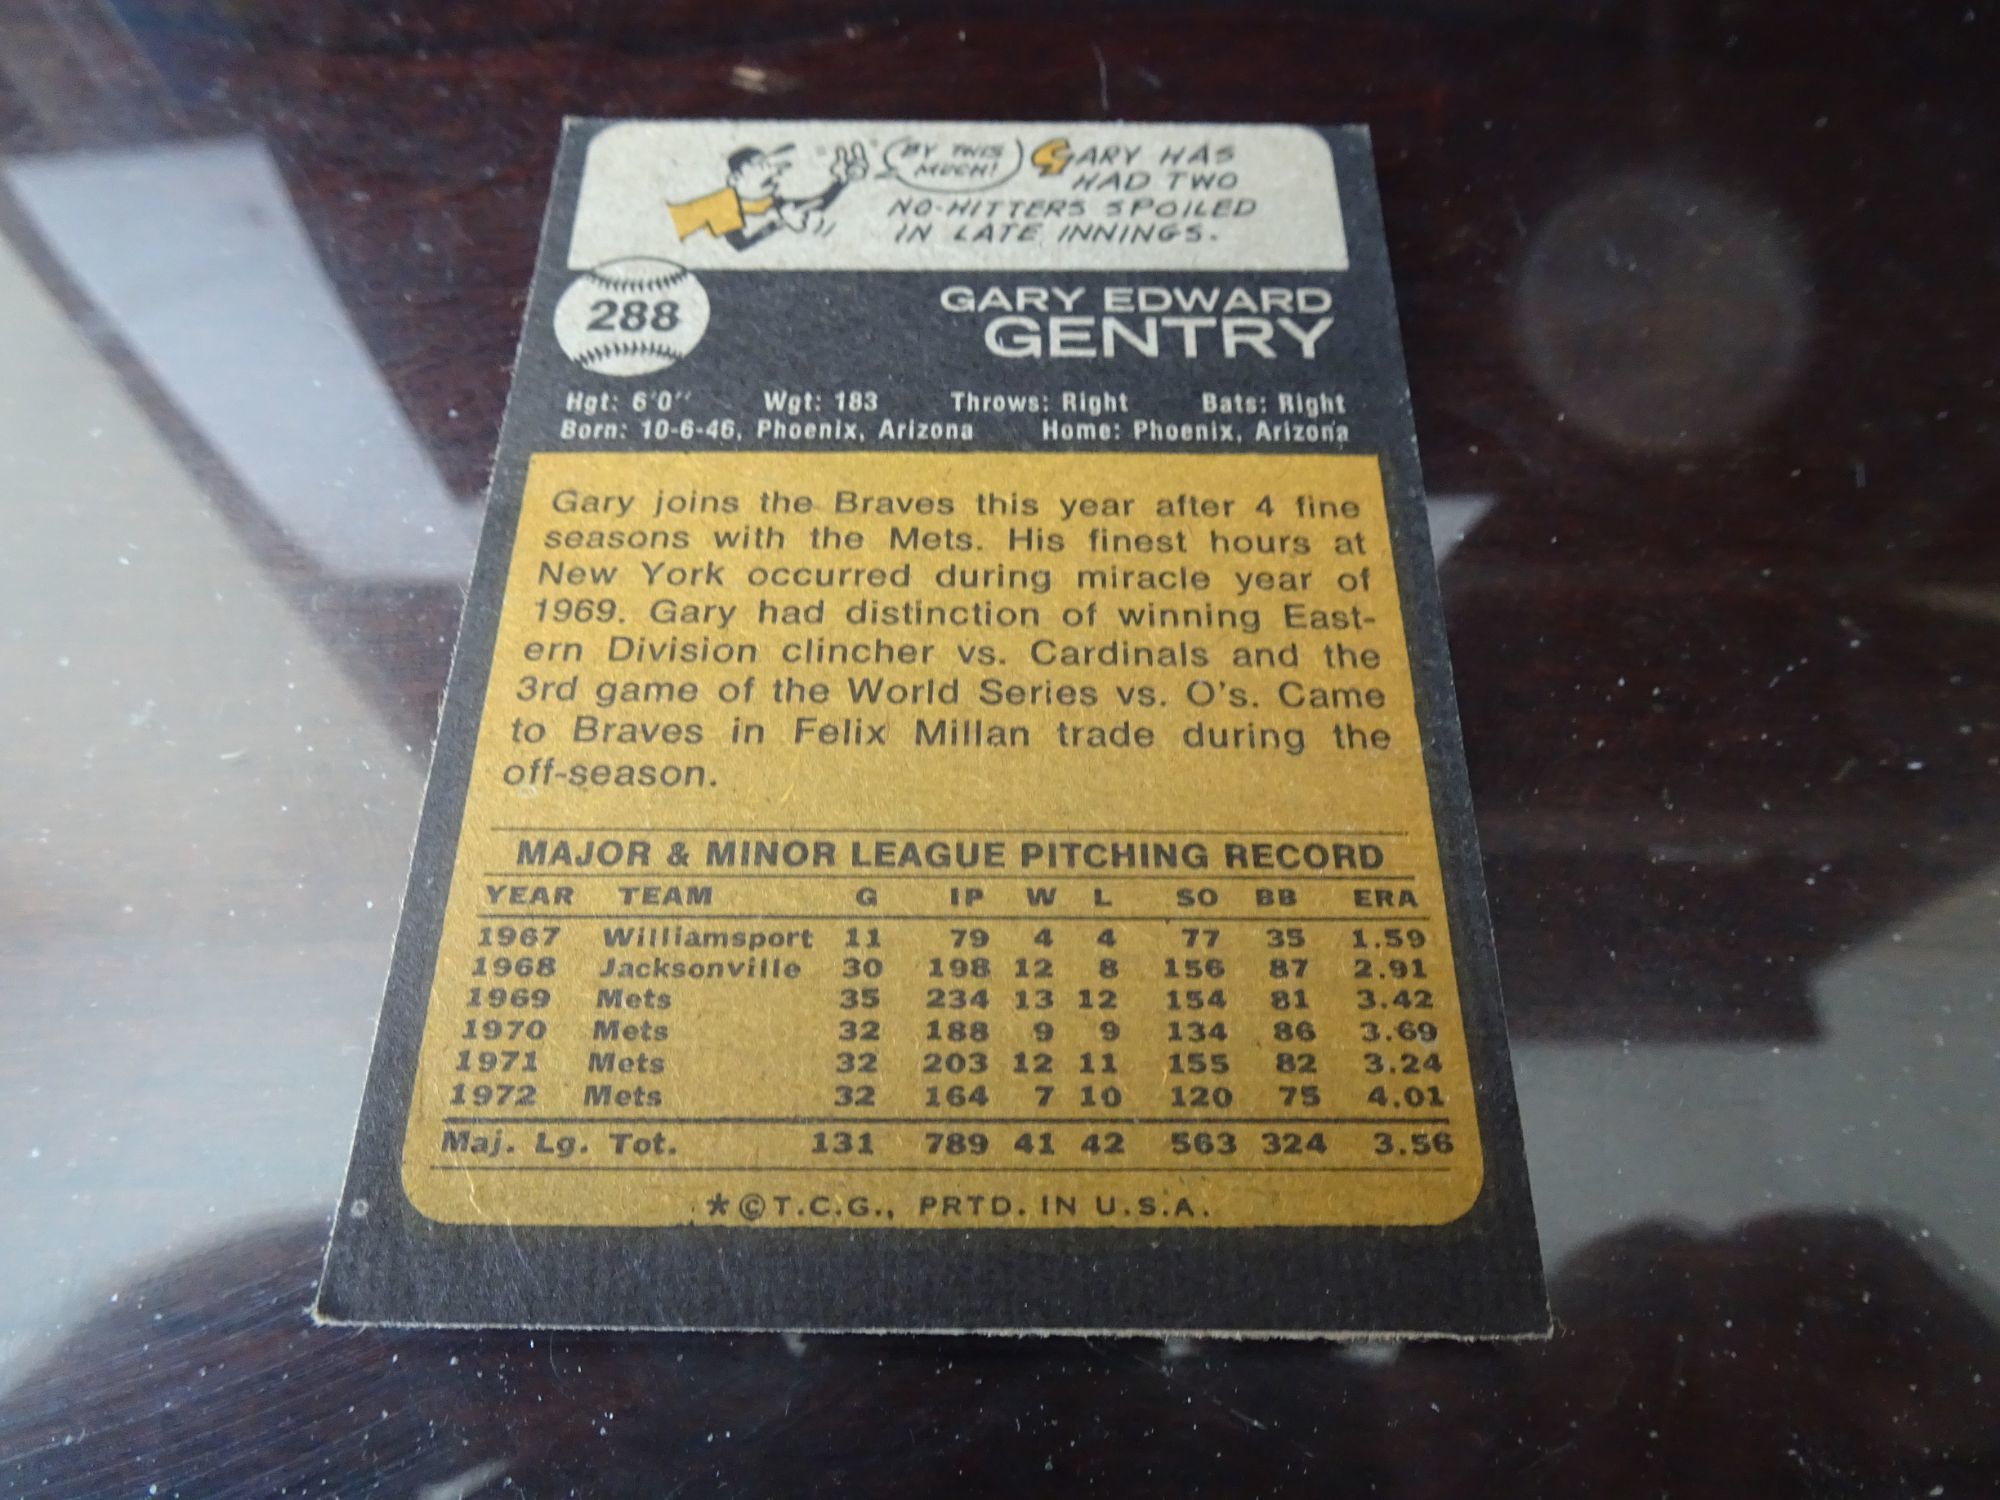 BY THIS
MUCH!
GARY HAS
HAD TWO
NO-HITTERS SPOILED
IN LATE INNINGS.
288
GARY EDWARD
GENTRY
Hgt: 6'0" Wgt: 183 Throws: Right Bats: Right
Born: 10-6-46, Phoenix, Arizona Home: Phoenix, Arizona
Gary joins the Braves this year after 4 fine
seasons with the Mets. His finest hours at
New York occurred during miracle year of
1969. Gary had distinction of winning East-
ern Division clincher vs. Cardinals and the
3rd game of the World Series vs. O's. Came
to Braves in Felix Millan trade during the
off-season.
MAJOR & MINOR LEAGUE PITCHING RECORD
YEAR TEAM G IP W L SO BB ERA
1967 Williamsport 11 79 4 4 77 35 1.59
1968 Jacksonville 30 198 12 8 156 87 2.91
1969 Mets 35 234 13 12 154 81 3.42
1970 Mets 32 188 9 9 134 86 3.69
1971 Mets 32 203 12 11 155 82 3.24
1972 Mets 32 164 7 10 120 75 4.01
Maj. Lg. Tot. 131 789 41 42 563 324 3.56
*©T.C.G., PRTD. IN U.S.A.